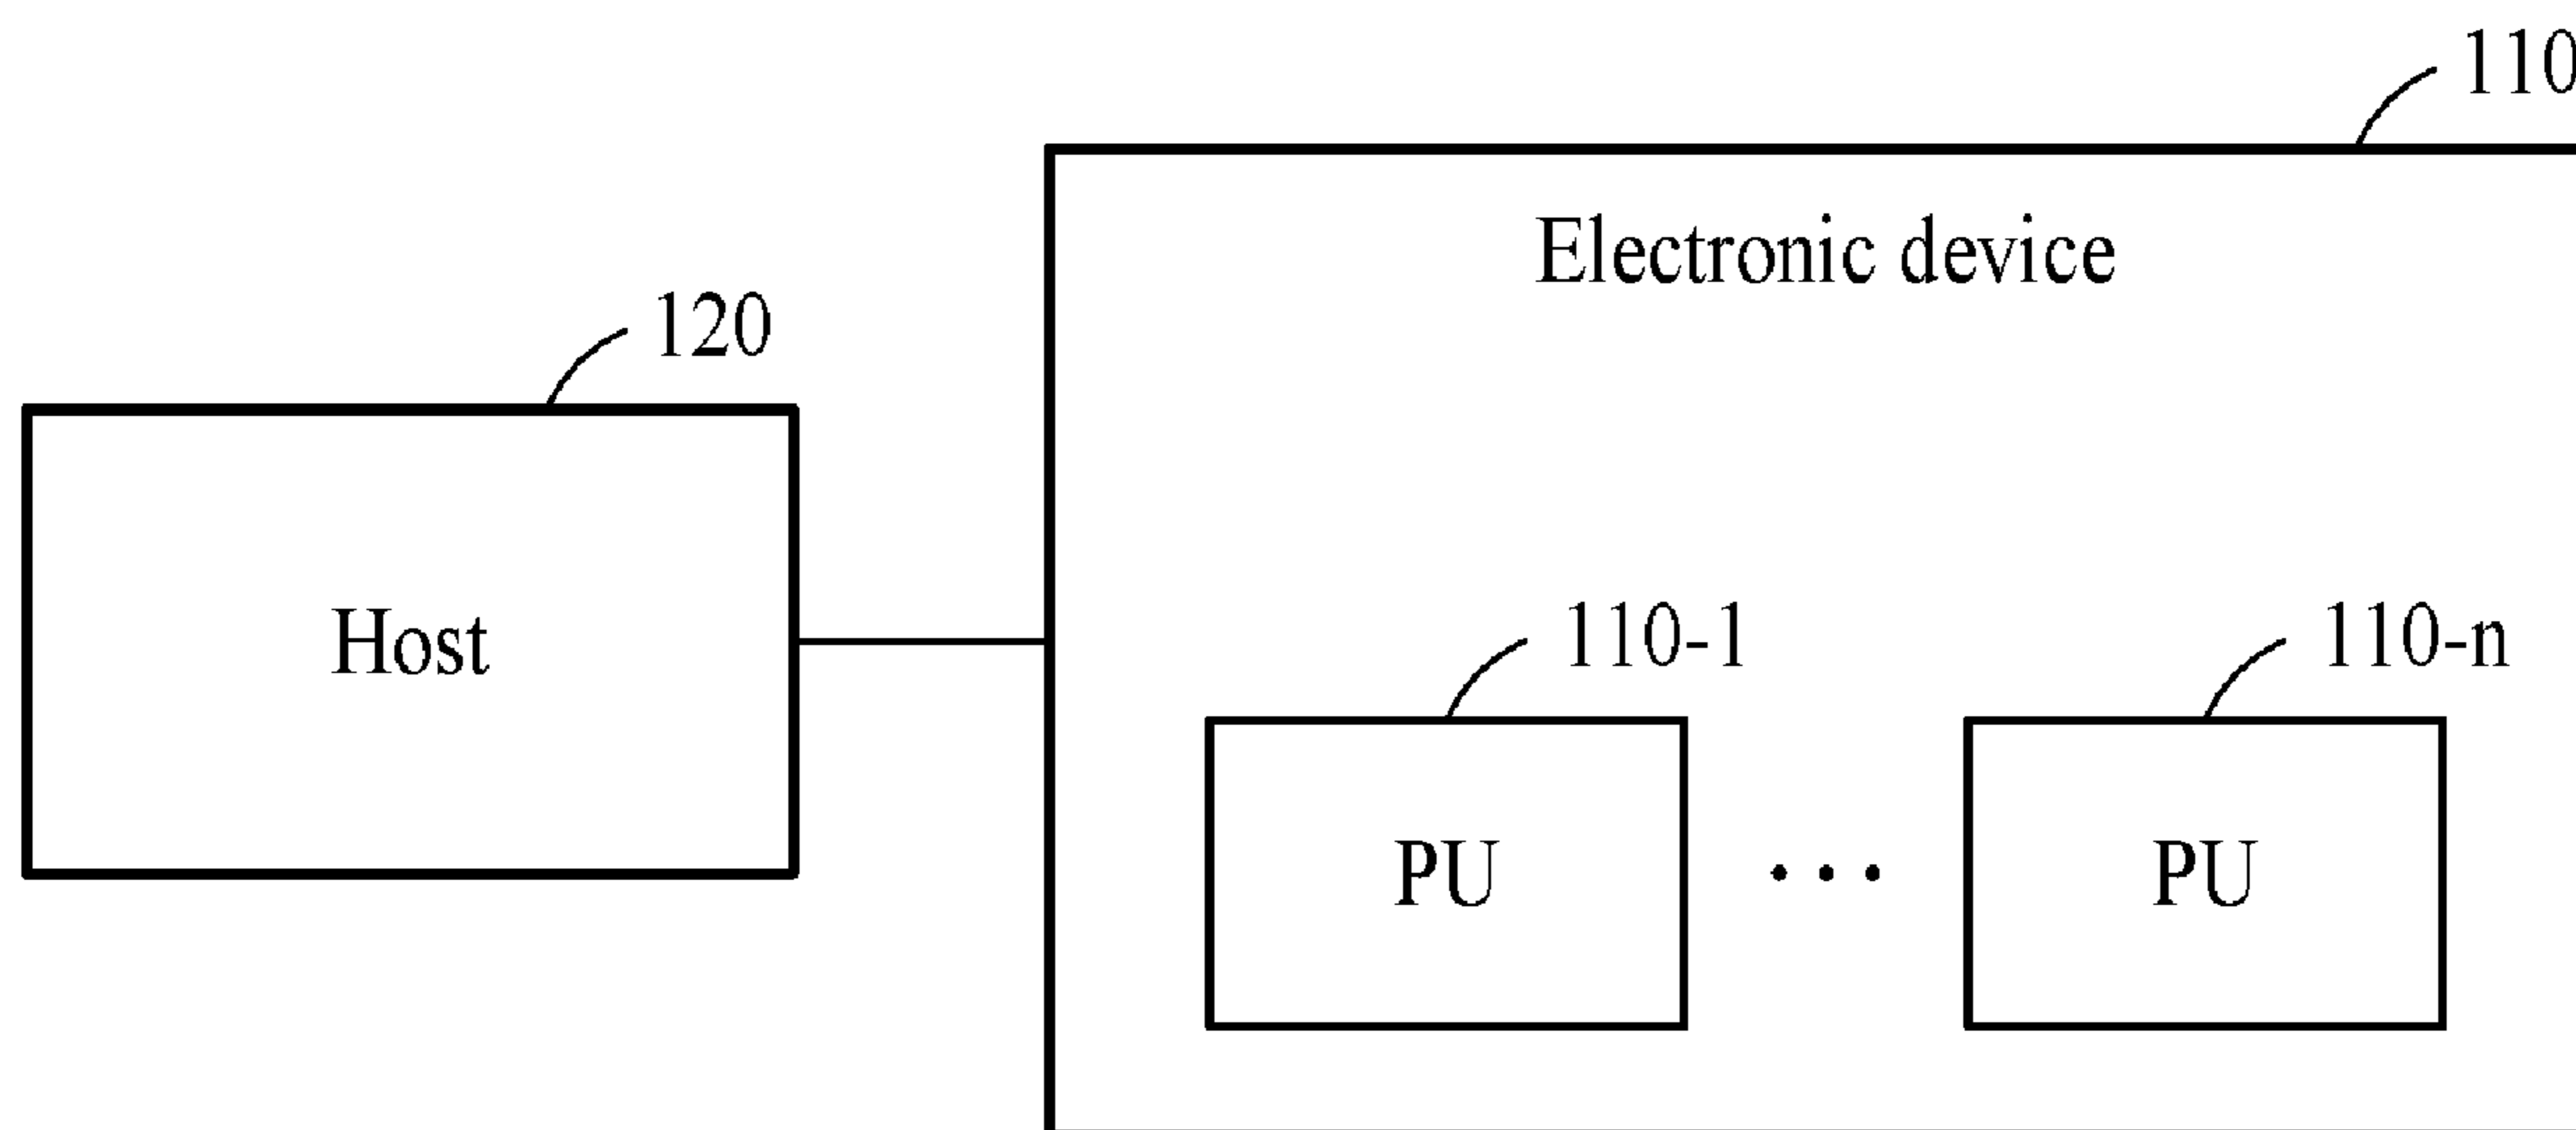 110
Electronic device
120
Host
110-1
110-n
PU
...
PU